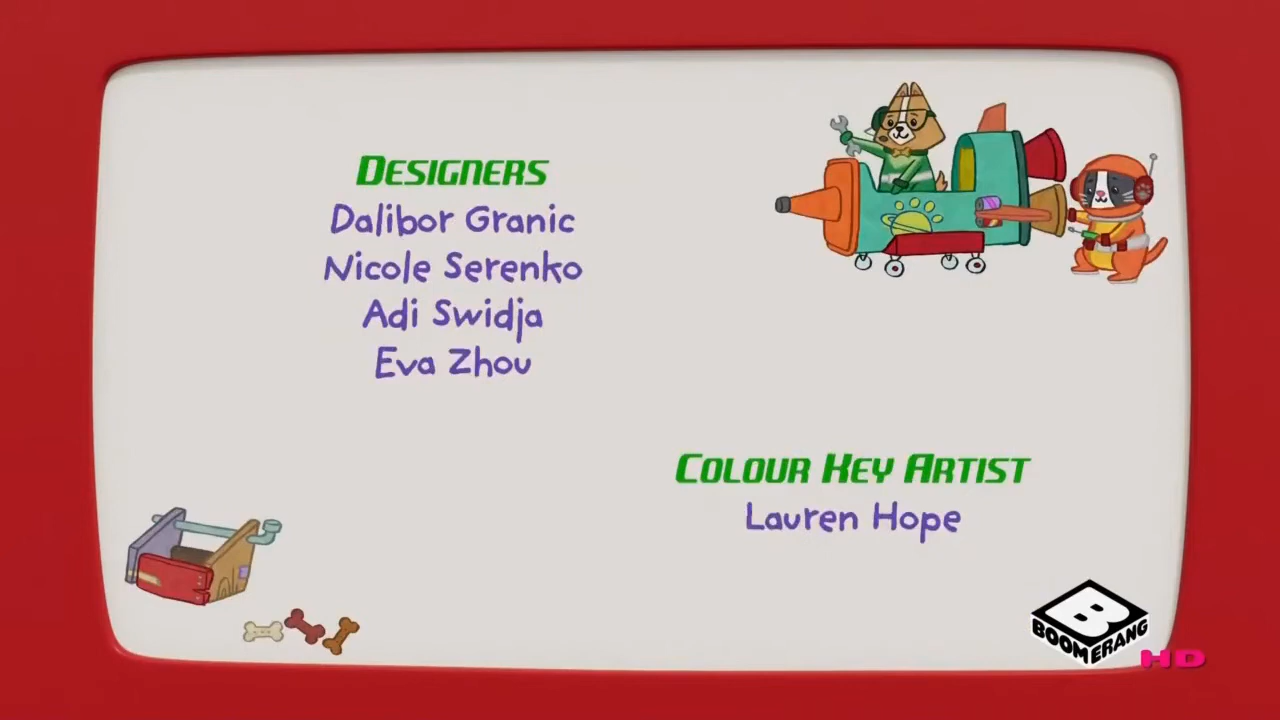 DESIGNERS
Dalibor Granic
Nicole Serenko
Adi Swidja
Eva Zhou
COLOUR KEY ARTIST
Lauren Hope
B
BOOMERANG
HD